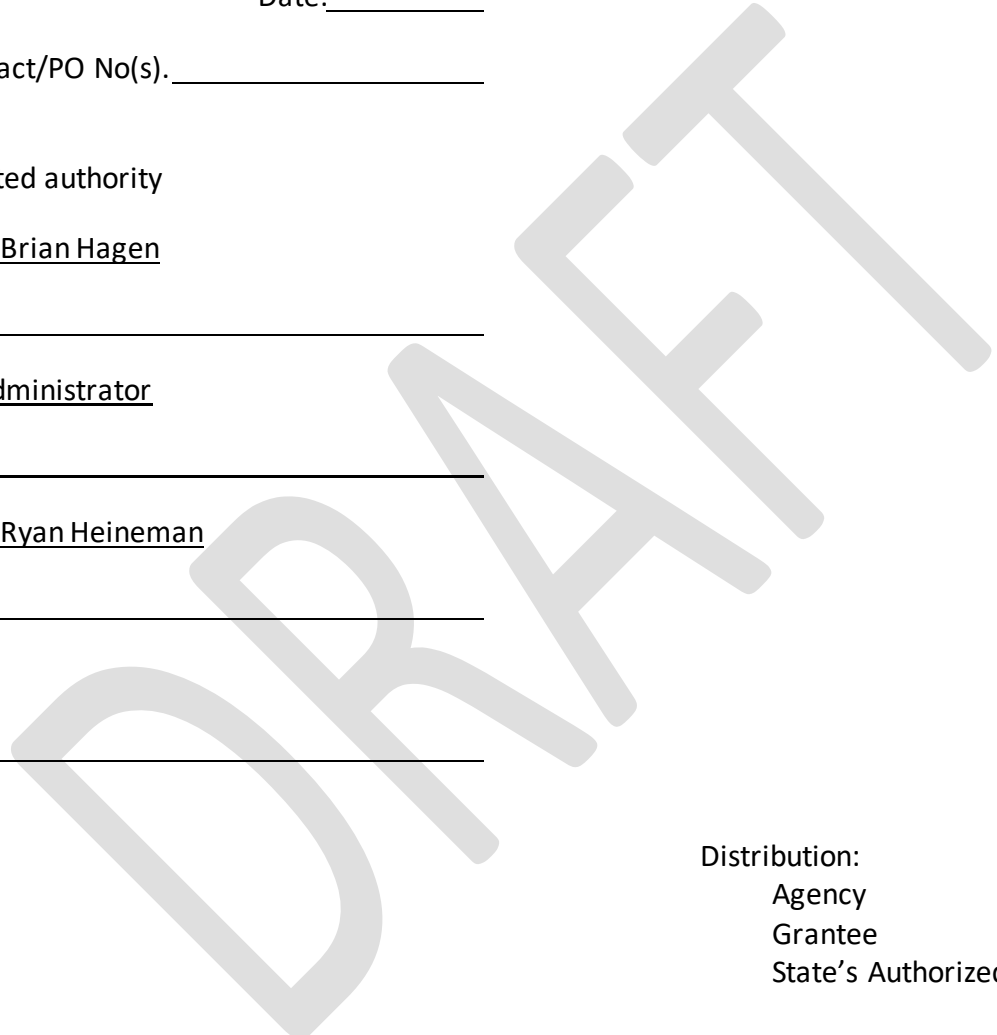 Date:
act/PO No(s).
ted authority
Brian Hagen
dministrator
Ryan Heineman
DRAFT
Distribution:
Agency
Grantee
State’s Authorized